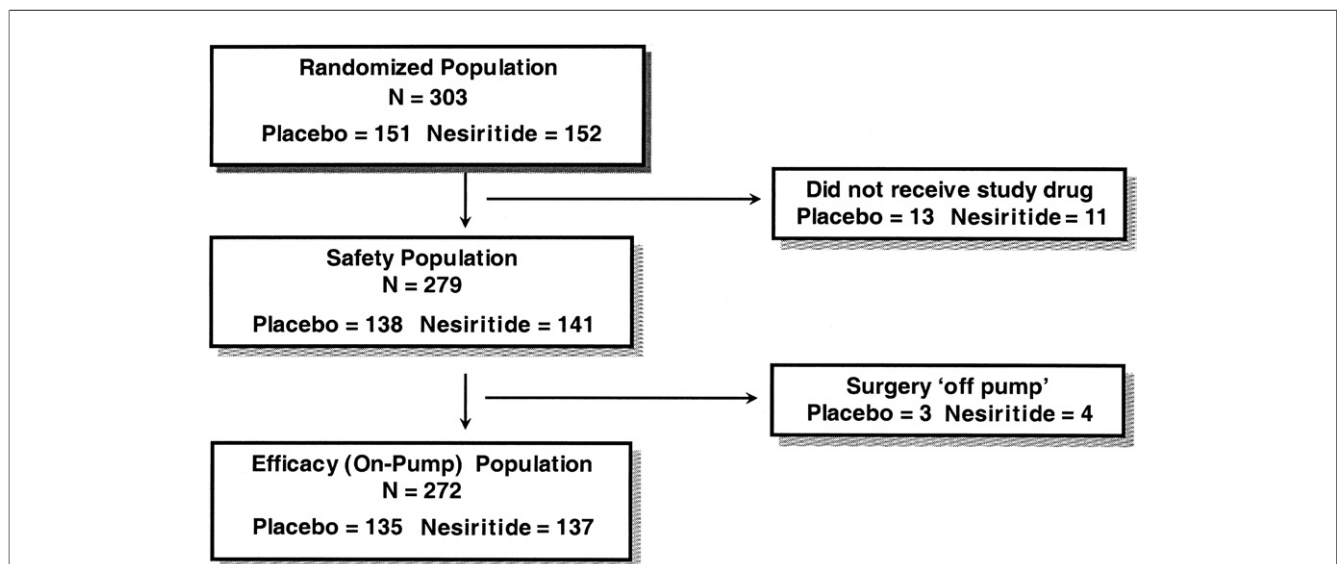 Randomized Population
N = 303
Placebo = 151 Nesiritide = 152
Did not receive study drug
Placebo = 13 Nesiritide = 11
Safety Population
N = 279
Placebo = 138 Nesiritide = 141
Surgery ‘off pump’
Placebo = 3 Nesiritide = 4
Efficacy (On-Pump) Population
N = 272
Placebo = 135 Nesiritide = 137